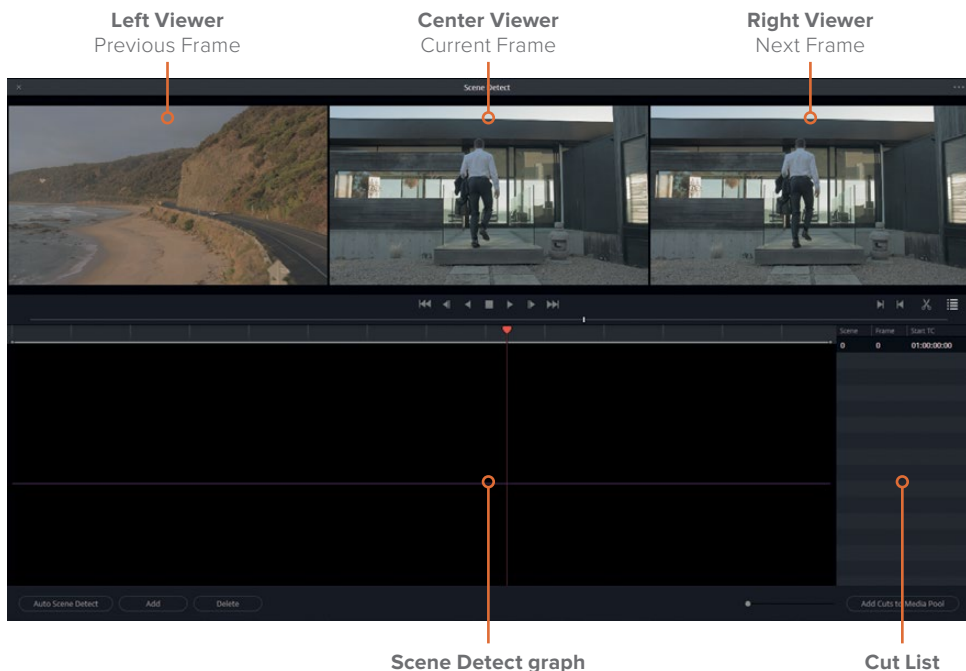 Left Viewer
Previous Frame
Center Viewer
Current Frame
Right Viewer
Next Frame
Scene Detect
Scene Frame Start TC
0 0 01:00:00:00
Auto Scene Detect Add Delete Add Cuts to Media Pool
Scene Detect graph
Cut List